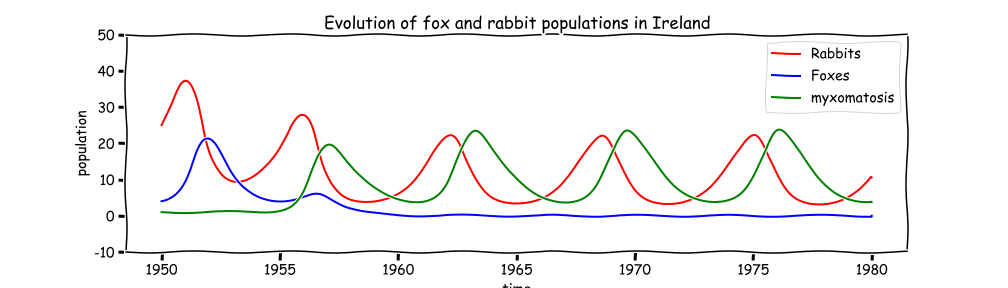 Evolution of fox and rabbit populations in Ireland
50
40
30
20
10
0
-10
population
Rabbits
Foxes
myxomatosis
1950 1955 1960 1965 1970 1975 1980
time